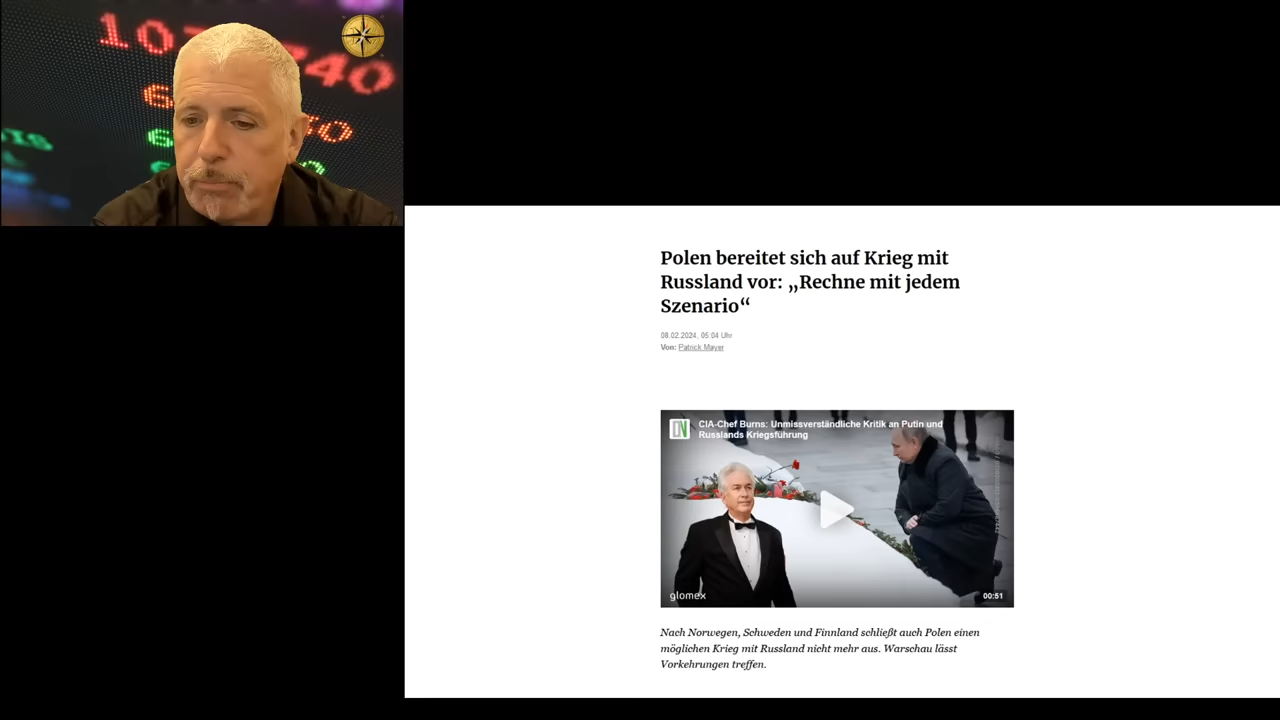 Polen bereitet sich auf Krieg mit
Russland vor: „Rechne mit jedem
Szenario“
08.02.2024, 05:04 Uhr
Von: Patrick Mayer
CIA-Chef Burns: Unmissverständliche Kritik an Putin und
Russlands Kriegsführung
glomex
00:51
Nach Norwegen, Schweden und Finnland schließt auch Polen einen
möglichen Krieg mit Russland nicht mehr aus. Warschau lässt
Vorkehrungen treffen.